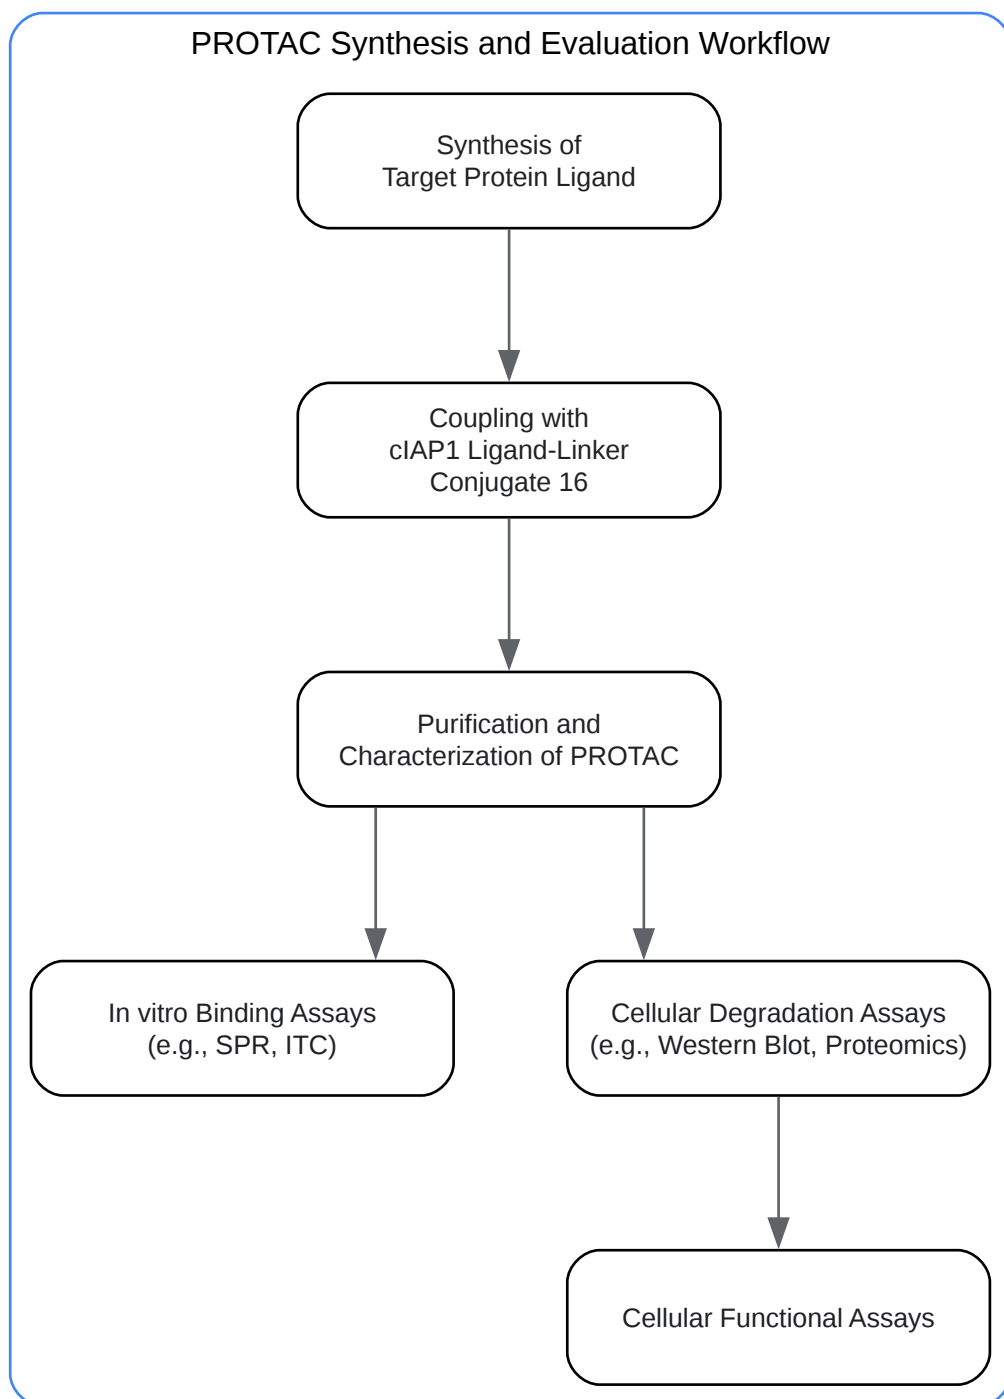 PROTAC Synthesis and Evaluation Workflow
Synthesis of
Target Protein Ligand
Coupling with
cIAP1 Ligand-Linker
Conjugate 16
Purification and
Characterization of PROTAC
In vitro Binding Assays
(e.g., SPR, ITC)
Cellular Degradation Assays
(e.g., Western Blot, Proteomics)
Cellular Functional Assays